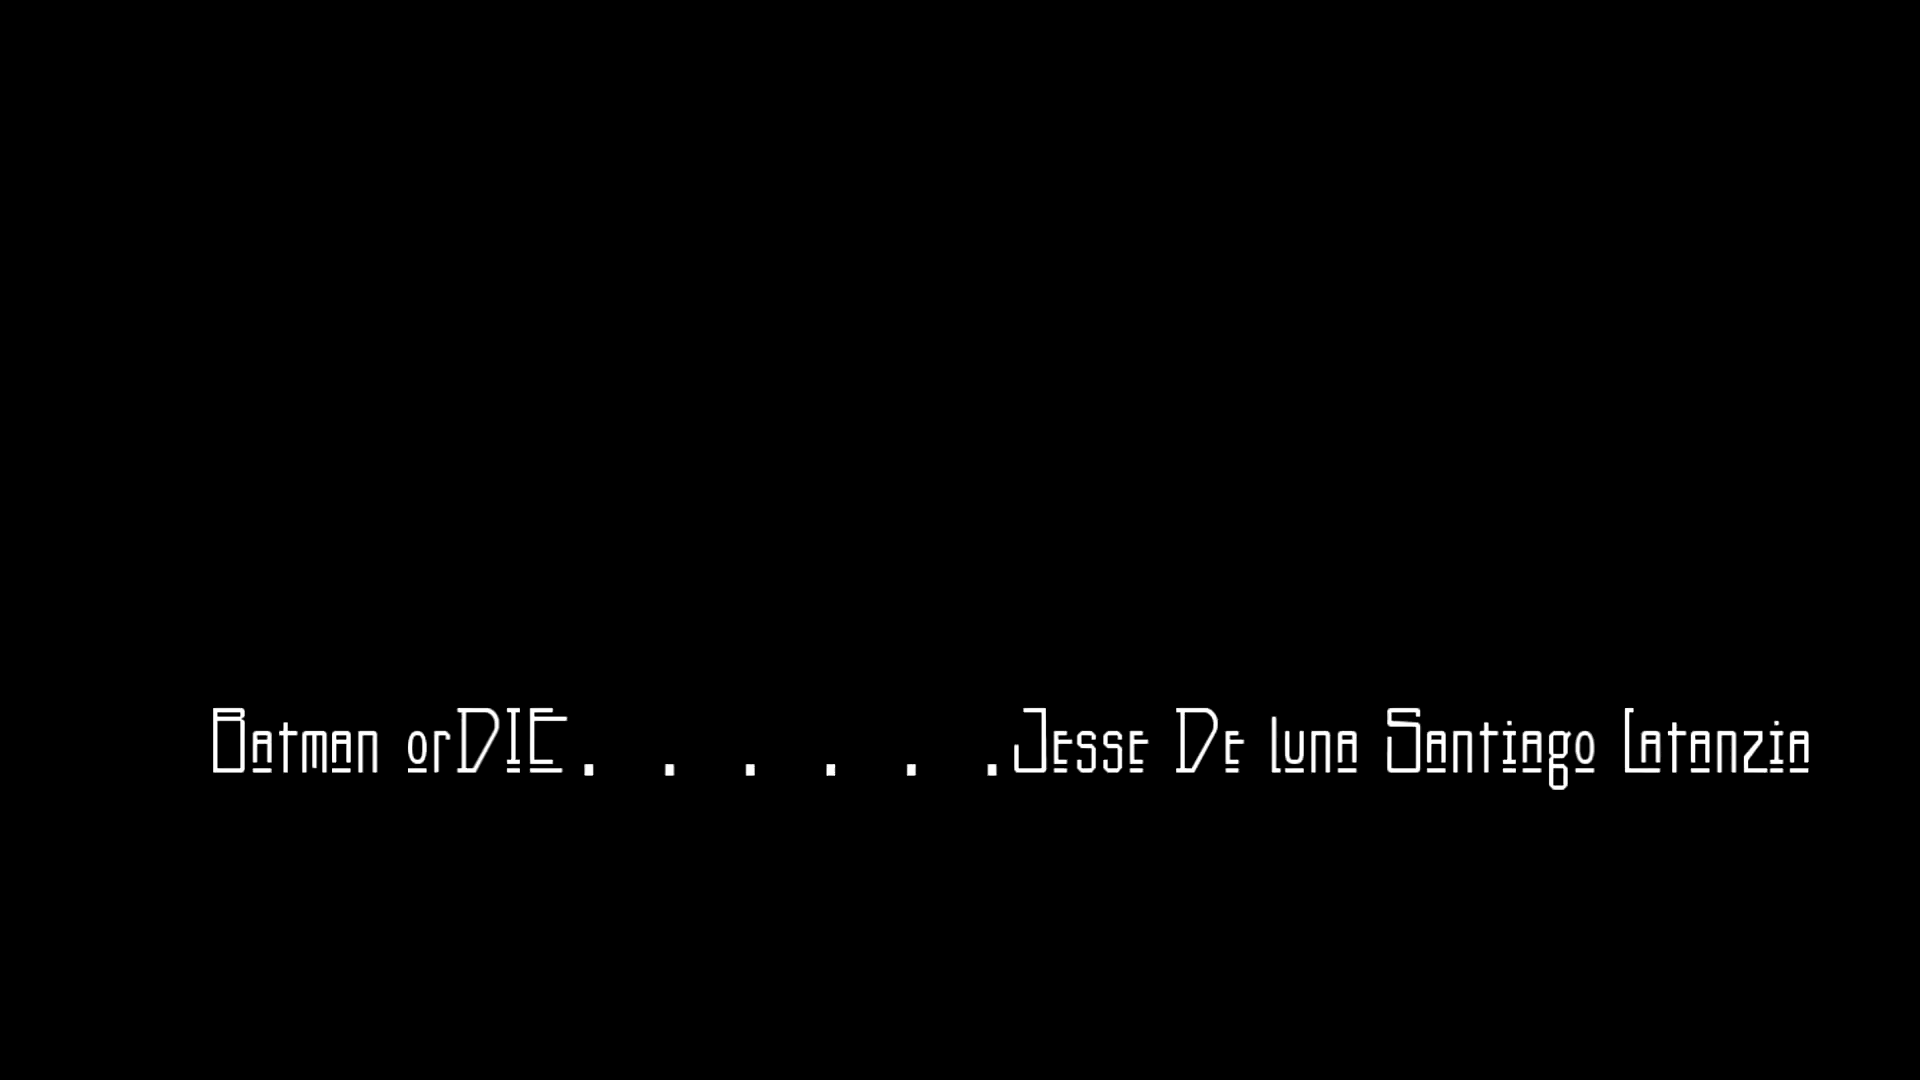 Batman orDIE. . . . . .Jesse De luna Santiago Latanzia